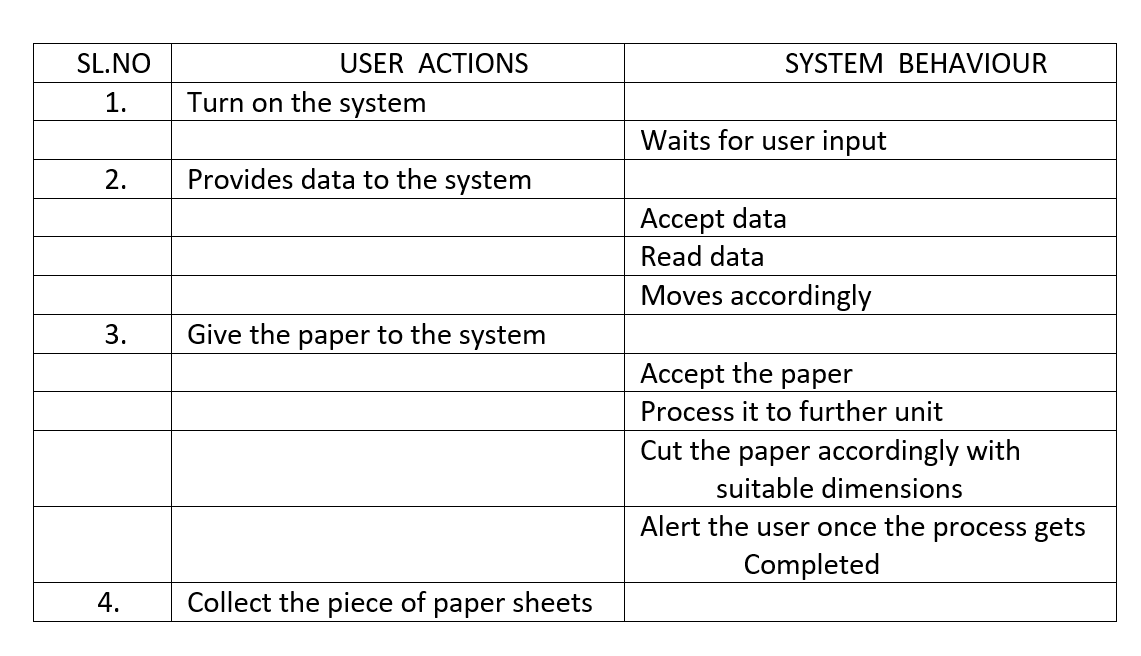 SL.NO USER ACTIONS SYSTEM BEHAVIOUR
1. Turn on the system
Waits for user input
2. Provides data to the system
Accept data
Read data
Moves accordingly
3. Give the paper to the system
Accept the paper
Process it to further unit
Cut the paper accordingly with
suitable dimensions
Alert the user once the process gets
Completed
4. Collect the piece of paper sheets